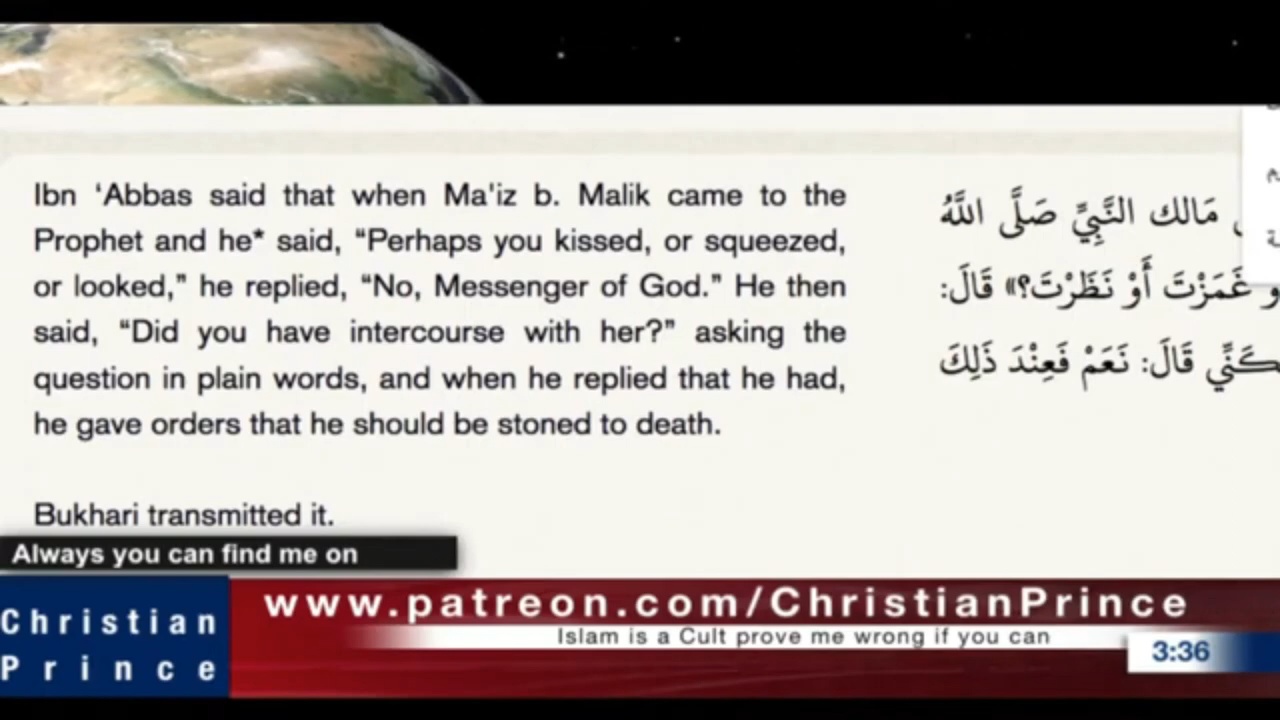 Ibn ‘Abbas said that when Ma'iz b. Malik came to the
Prophet and he* said, “Perhaps you kissed, or squeezed,
or looked,” he replied, “No, Messenger of God.” He then
said, “Did you have intercourse with her?” asking the
question in plain words, and when he replied that he had,
he gave orders that he should be stoned to death.
Bukhari transmitted it.
مَالك النَّبِيِّ صَلَّى اللَّهُ
غَمَزْتَ أَوْ نَظَرْتَ؟» قَالَ:
قَالَ: نَعَمْ فَعِنْدَ ذَلِكَ
Always you can find me on
Christian
Prince
www.patreon.com/ChristianPrince
Islam is a Cult prove me wrong if you can
3:36